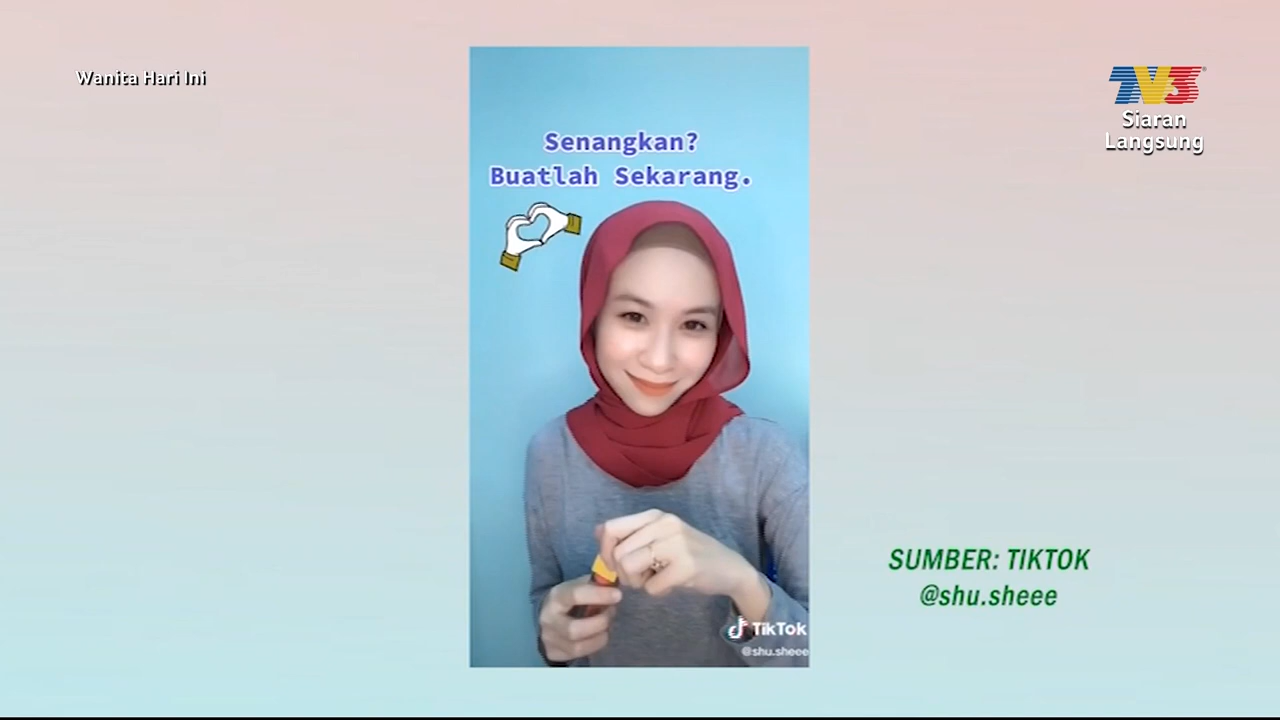 Wanita Hari Ini
TV3
Siaran
Langsung
Senangkan?
Buatlah Sekarang.
SUMBER: TIKTOK
@shu.sheee
TikTok
@shu.sheee